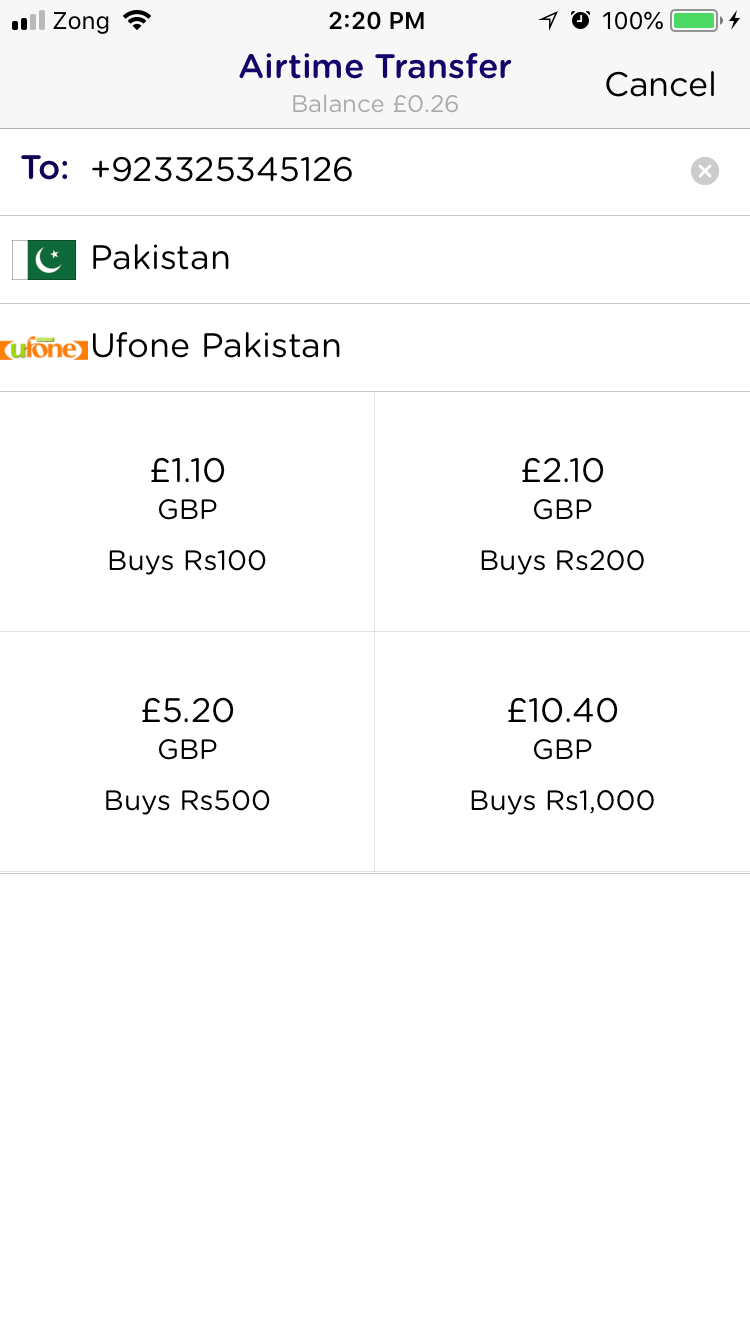 Zong 2:20 PM 100%
Airtime Transfer
Balance £0.26
Cancel
To: +923325345126
Pakistan
ufone Ufone Pakistan
£1.10 £2.10
GBP GBP
Buys Rs100 Buys Rs200
£5.20 £10.40
GBP GBP
Buys Rs500 Buys Rs1,000